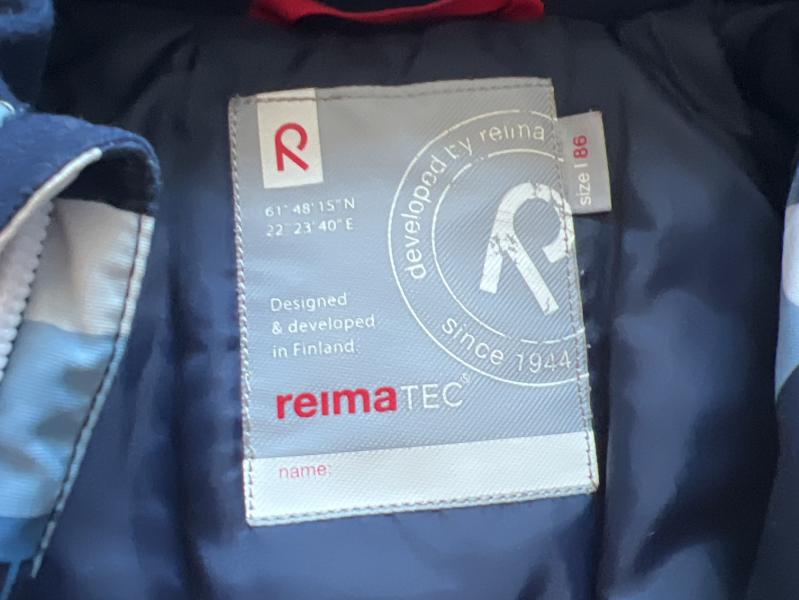 61° 48' 15" N
22° 23' 40" E
developed by reima
since 1944
size | 86
Designed
& developed
in Finland.
reimaTEC®
name: